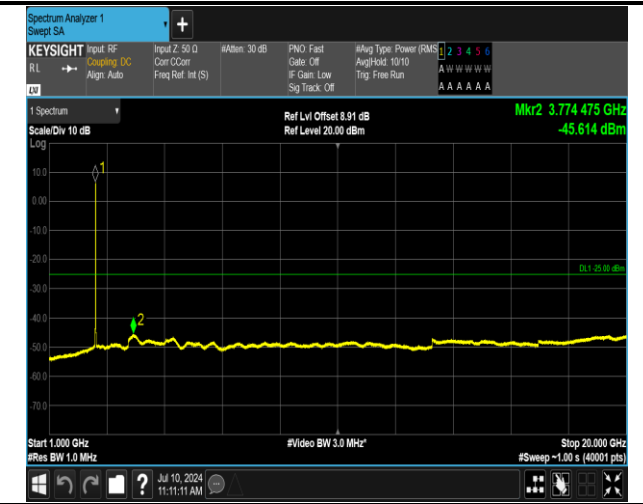 Spectrum Analyzer 1
Swept SA
+
KEYSIGHT Input: RF Input Z: 50 Ω #Atten: 30 dB PNO: Fast #Avg Type: Power (RMS 1 2 3 4 5 6
RL Coupling: DC Corr CCorr Gate: Off Avg|Hold: 10/10 A W W W W W
Align: Auto Freq Ref: Int (S) IF Gain: Low Trig: Free Run
Sig Track: Off A A A A A A
LXI
1 Spectrum Ref Lvl Offset 8.91 dB Mkr2 3.774 475 GHz
Scale/Div 10 dB Ref Level 20.00 dBm -45.614 dBm
Log
1
10.0
0.00
-10.0
-20.0
DL1 -25.00 dBm
-30.0
-40.0
2
-50.0
-60.0
-70.0
Start 1.000 GHz #Video BW 3.0 MHz* Stop 20.000 GHz
#Res BW 1.0 MHz #Sweep ~1.00 s (40001 pts)
? Jul 10, 2024
11:11:11 AM